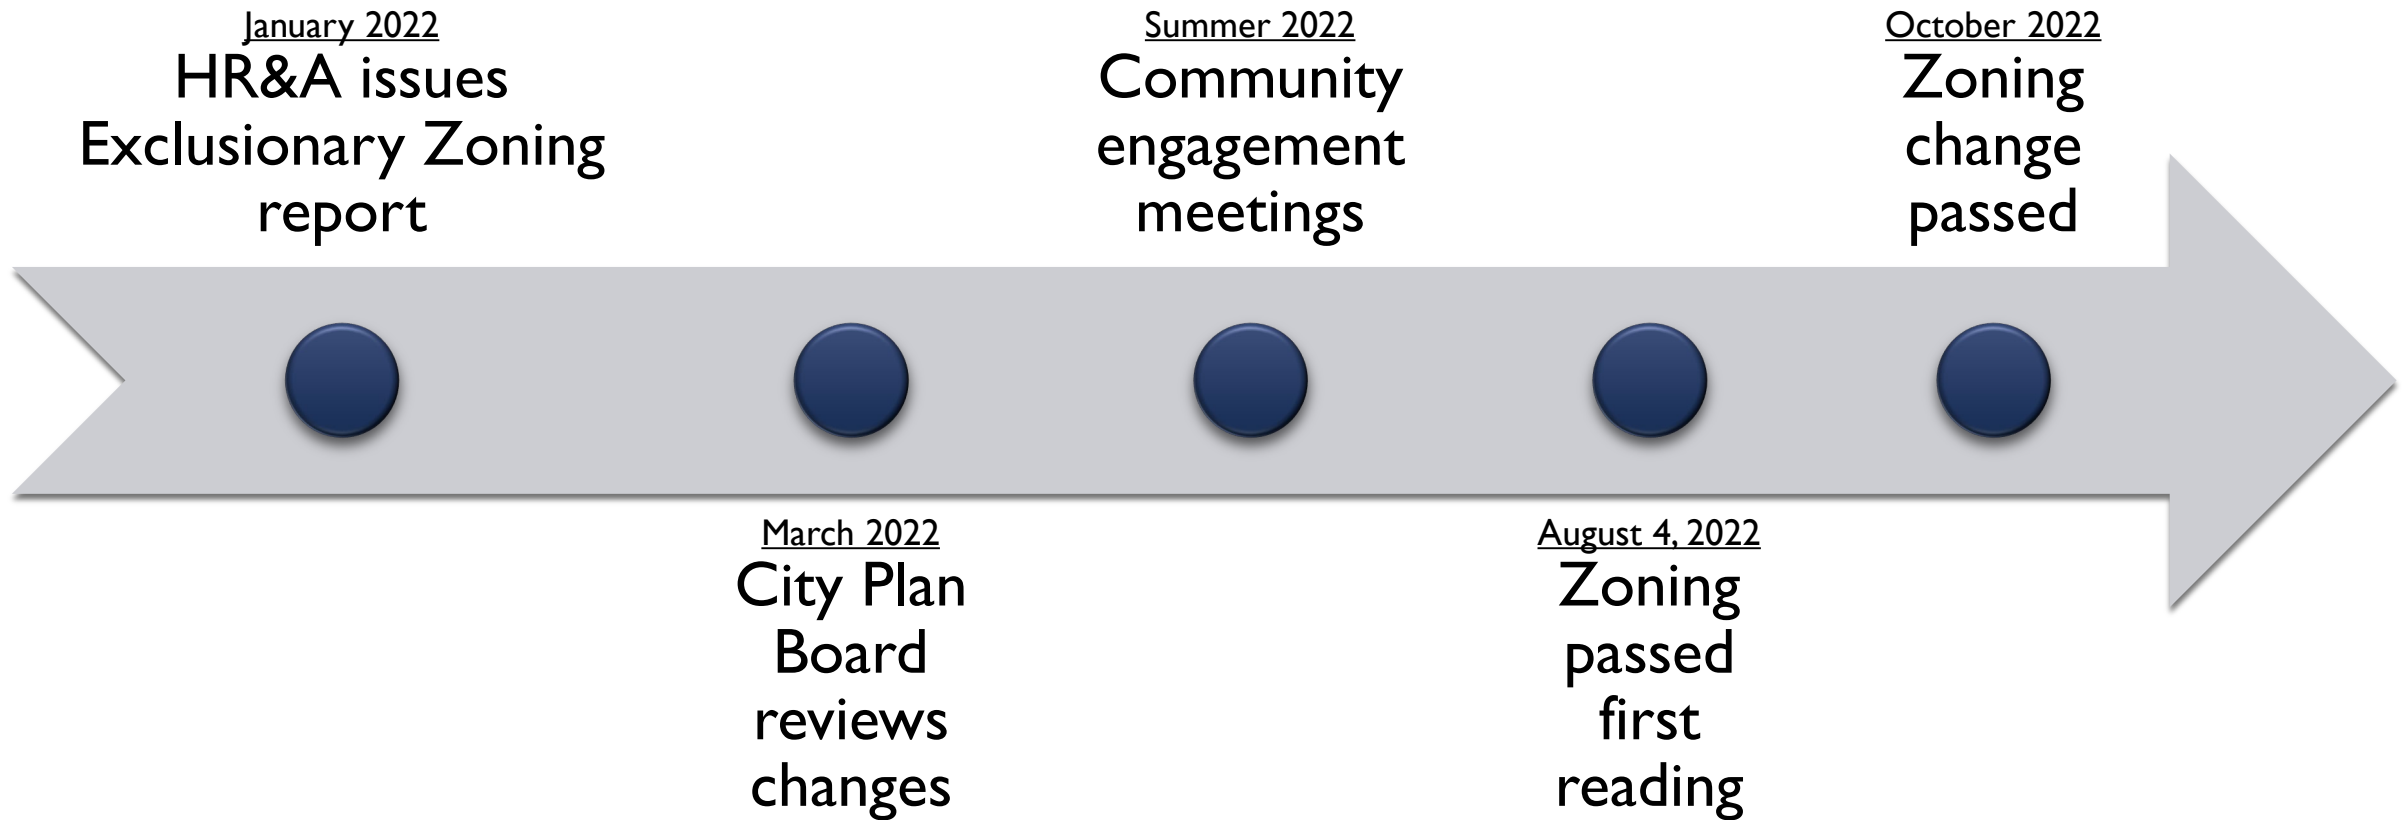 January 2022
HR&A issues
Exclusionary Zoning
report
March 2022
City Plan
Board
reviews
changes
Summer 2022
Community
engagement
meetings
August 4, 2022
Zoning
passed
first
reading
October 2022
Zoning
change
passed